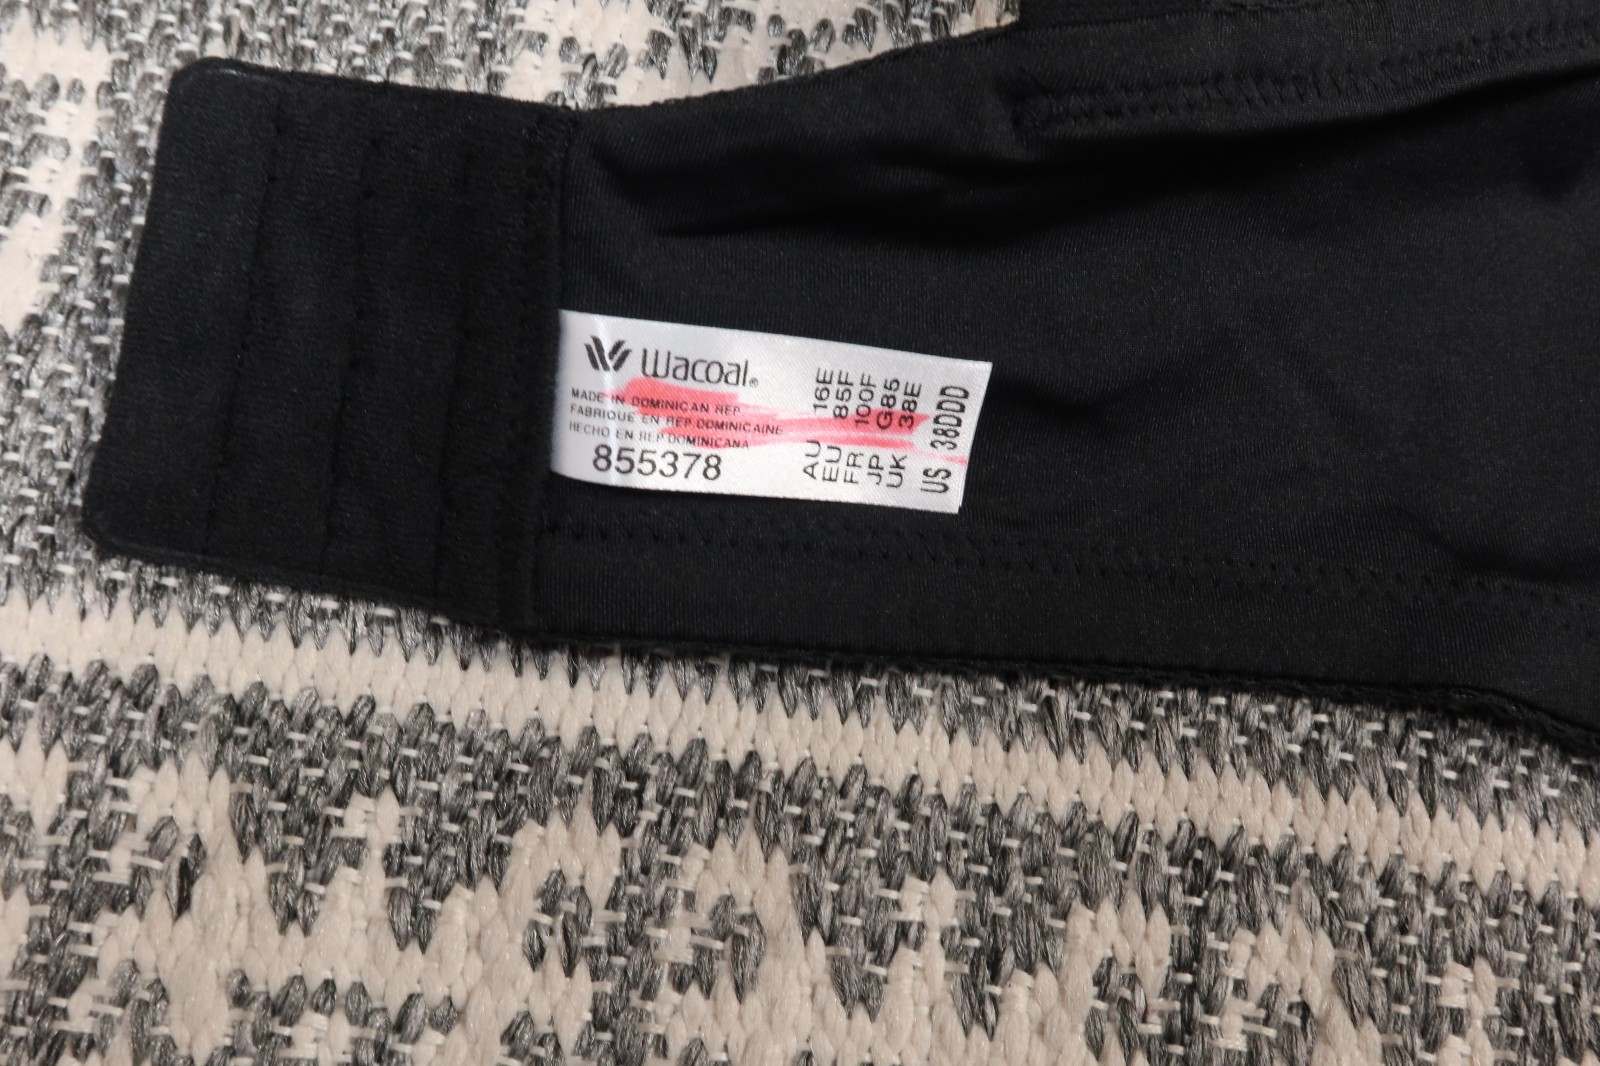 Wacoal®
MADE IN DOMINICAN REP.
FABRIQUE EN REP. DOMINICAINE
HECHO EN REP. DOMINICANA
855378
AU 16E
EU 85F
FR 100F
JP G85
UK 38E
US 38DDD